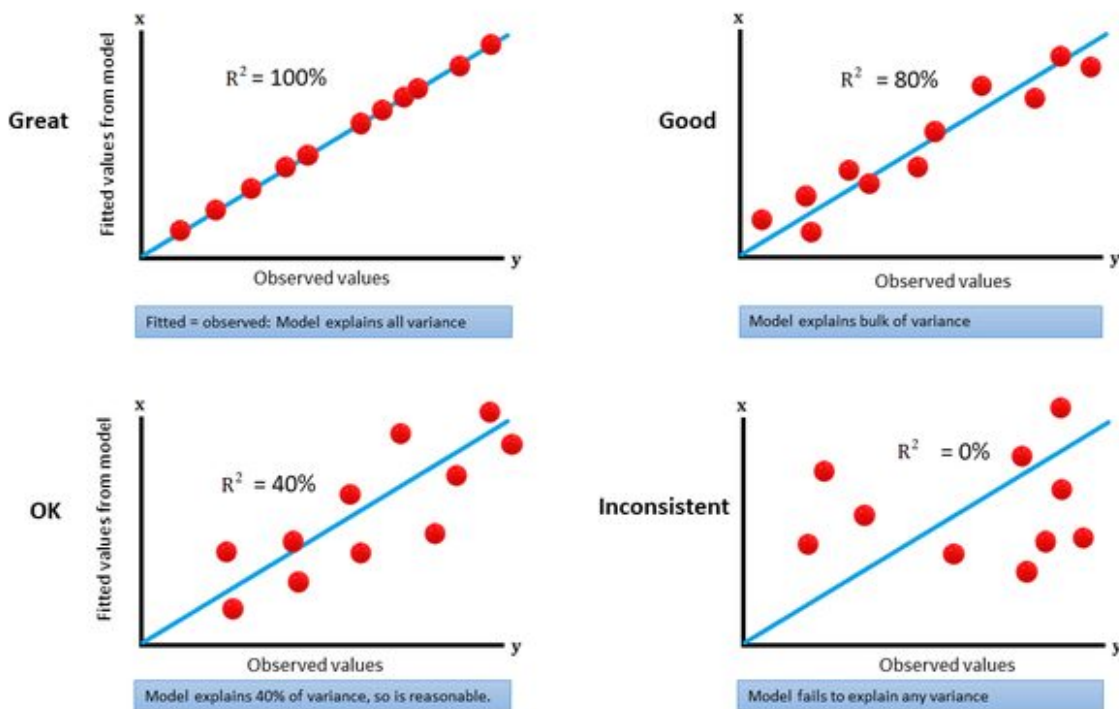 x
Fitted values from model
R² = 100%
Great
y
Observed values
Fitted = observed: Model explains all variance
x
R² = 80%
Good
y
Observed values
Model explains bulk of variance
x
Fitted values from model
R² = 40%
OK
y
Observed values
Model explains 40% of variance, so is reasonable.
x
R² = 0%
Inconsistent
y
Observed values
Model fails to explain any variance